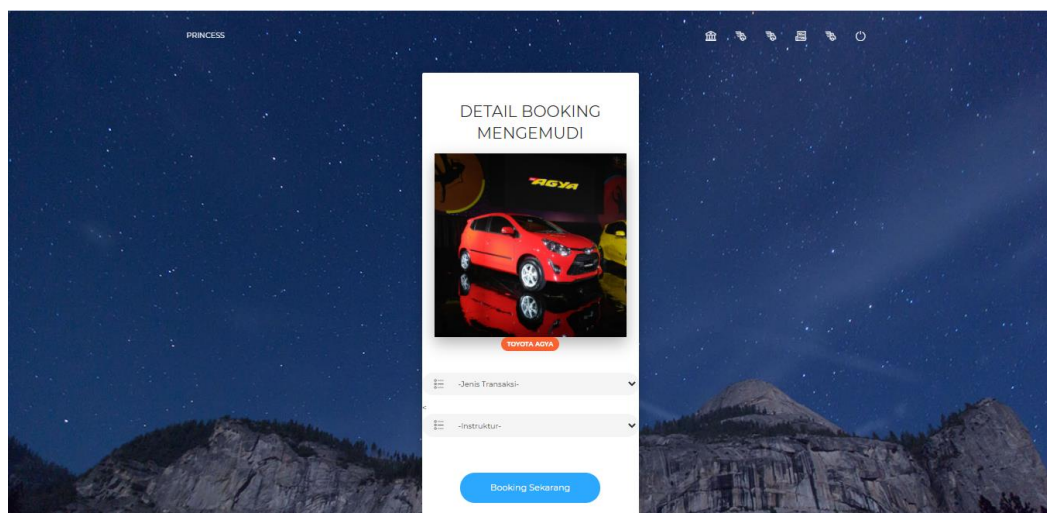 PRINCESS
DETAIL BOOKING
MENGEMUDI
AGYA
TOYOTA AGYA
-Jenis Transaksi-
<
-Instruktur-
Booking Sekarang